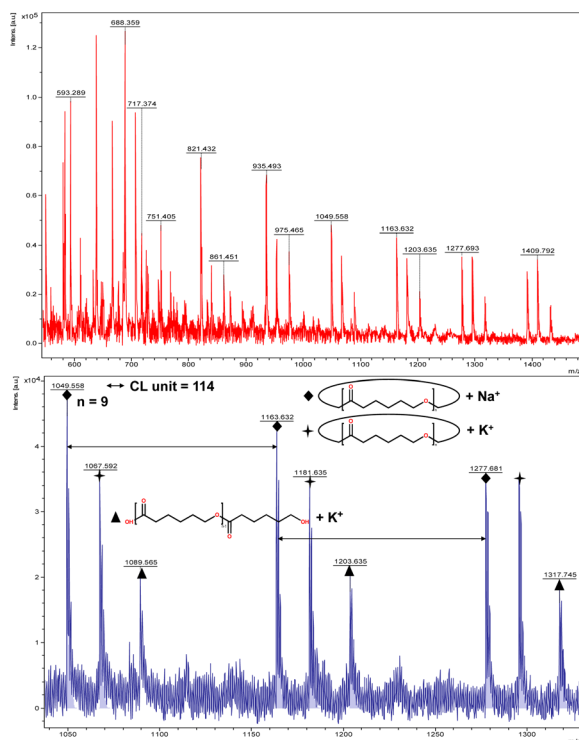 Intens. [a.u.]
x10⁵
688.359
1.2
593.289
1.0
717.374
0.8
821.432
935.493
0.6
751.405
1049.558
975.465
1163.632
0.4
861.451
1203.635
1277.693
1409.792
0.2
0.0
600
700
800
900
1000
1100
1200
1300
1400
m/z
Intens. [a.u.]
x10⁴
1049.558
CL unit = 114
n = 9
+ Na⁺
O
O
+ K⁺
O
O
1163.632
4
1067.592
1181.635
1277.681
O
OH
O
O
OH
+ K⁺
3
1089.565
1203.635
1317.745
2
1
0
1050
1100
1150
1200
1250
1300